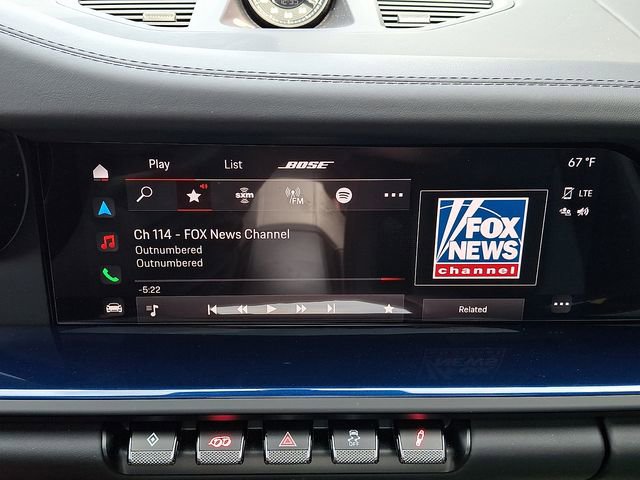 Play List BOSE 67 °F
sxm FM LTE
Ch 114 - FOX News Channel
Outnumbered
Outnumbered
FOX
NEWS
channel
-5:22
Related
OFF